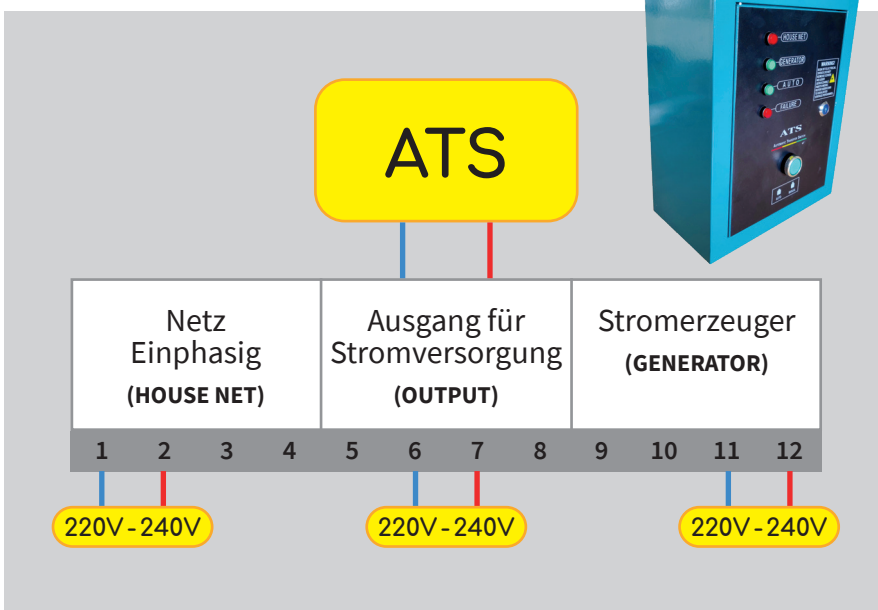 HOUSE NET
GENERATOR
AUTO
FAILURE
ATS
ATS
Netz
Einphasig
(HOUSE NET)
Ausgang für
Stromversorgung
(OUTPUT)
Stromerzeuger
(GENERATOR)
1 2 3 4 5 6 7 8 9 10 11 12
220V - 240V 220V - 240V 220V - 240V